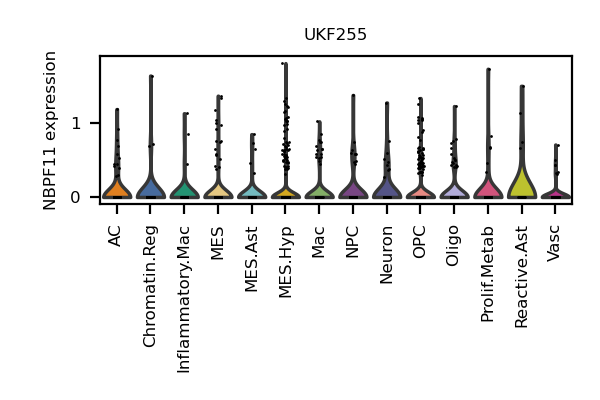 UKF255
NBPF11 expression
1
0
AC
Chromatin.Reg
Inflammatory.Mac
MES
MES.Ast
MES.Hyp
Mac
NPC
Neuron
OPC
Oligo
Prolif.Metab
Reactive.Ast
Vasc